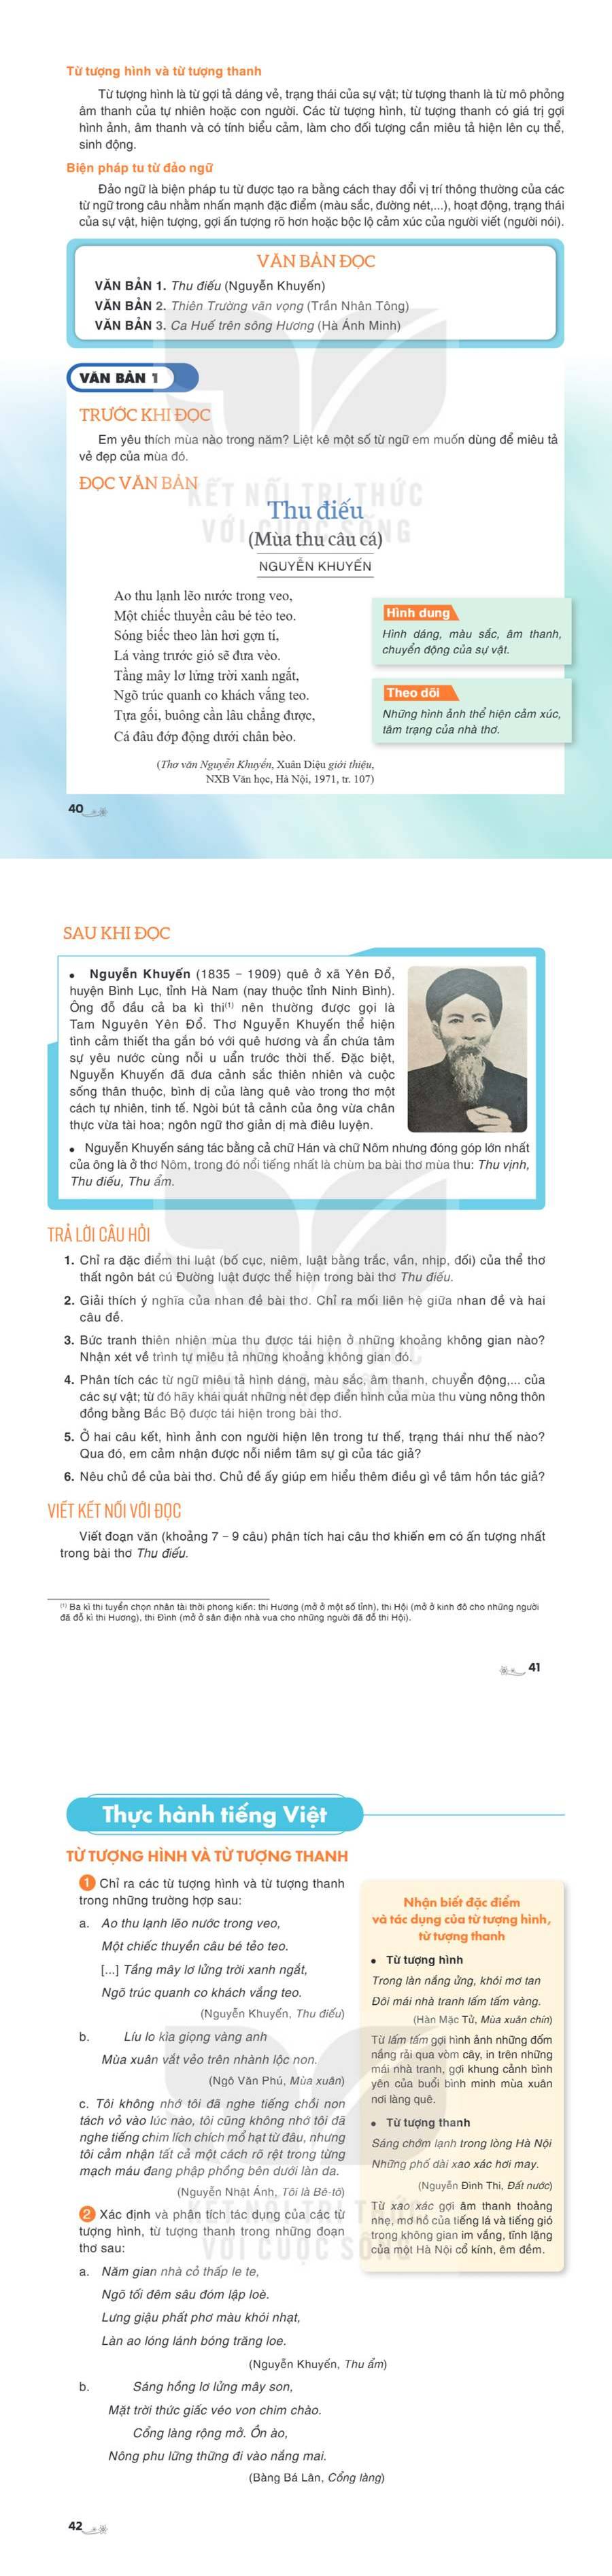 Từ tượng hình và từ tượng thanh
Từ tượng hình là từ gợi tả dáng vẻ, trạng thái của sự vật; từ tượng thanh là từ mô phỏng
âm thanh của tự nhiên hoặc con người. Các từ tượng hình, từ tượng thanh có giá trị gợi
hình ảnh, âm thanh và có tính biểu cảm, làm cho đối tượng cần miêu tả hiện lên cụ thể,
sinh động.
Biện pháp tu từ đảo ngữ
Đảo ngữ là biện pháp tu từ được tạo ra bằng cách thay đổi vị trí thông thường của các
từ ngữ trong câu nhằm nhấn mạnh đặc điểm (màu sắc, đường nét,...), hoạt động, trạng thái
của sự vật, hiện tượng, gợi ấn tượng rõ hơn hoặc bộc lộ cảm xúc của người viết (người nói).
VĂN BẢN ĐỌC
VĂN BẢN 1. Thu điếu (Nguyễn Khuyến)
VĂN BẢN 2. Thiên Trường vãn vọng (Trần Nhân Tông)
VĂN BẢN 3. Ca Huế trên sông Hương (Hà Ánh Minh)
VĂN BẢN 1
TRƯỚC KHI ĐỌC
Em yêu thích mùa nào trong năm? Liệt kê một số từ ngữ em muốn dùng để miêu tả
vẻ đẹp của mùa đó.
ĐỌC VĂN BẢN
KẾT NỐI TRI THỨC
VỚI CUỘC SỐNG
Thu điếu
(Mùa thu câu cá)
NGUYỄN KHUYẾN
Ao thu lạnh lẽo nước trong veo,
Một chiếc thuyền câu bé tẻo teo.
Sóng biếc theo làn hơi gợn tí,
Lá vàng trước gió sẽ đưa vèo.
Tầng mây lơ lửng trời xanh ngắt,
Ngõ trúc quanh co khách vắng teo.
Tựa gối, buông cần lâu chẳng được,
Cá đâu đớp động dưới chân bèo.
(Thơ văn Nguyễn Khuyến, Xuân Diệu giới thiệu,
NXB Văn học, Hà Nội, 1971, tr. 107)
Hình dung
Hình dáng, màu sắc, âm thanh,
chuyển động của sự vật.
Theo dõi
Những hình ảnh thể hiện cảm xúc,
tâm trạng của nhà thơ.
40
SAU KHI ĐỌC
• Nguyễn Khuyến (1835 – 1909) quê ở xã Yên Đổ,
huyện Bình Lục, tỉnh Hà Nam (nay thuộc tỉnh Ninh Bình).
Ông đỗ đầu cả ba kì thi(1) nên thường được gọi là
Tam Nguyên Yên Đổ. Thơ Nguyễn Khuyến thể hiện
tình cảm thiết tha gắn bó với quê hương và ẩn chứa tâm
sự yêu nước cùng nỗi u uẩn trước thời thế. Đặc biệt,
Nguyễn Khuyến đã đưa cảnh sắc thiên nhiên và cuộc
sống thân thuộc, bình dị của làng quê vào trong thơ một
cách tự nhiên, tinh tế. Ngòi bút tả cảnh của ông vừa chân
thực vừa tài hoa; ngôn ngữ thơ giản dị mà điêu luyện.
• Nguyễn Khuyến sáng tác bằng cả chữ Hán và chữ Nôm nhưng đóng góp lớn nhất
của ông là ở thơ Nôm, trong đó nổi tiếng nhất là chùm ba bài thơ mùa thu: Thu vịnh,
Thu điếu, Thu ẩm.
TRẢ LỜI CÂU HỎI
1. Chỉ ra đặc điểm thi luật (bố cục, niêm, luật bằng trắc, vần, nhịp, đối) của thể thơ
thất ngôn bát cú Đường luật được thể hiện trong bài thơ Thu điếu.
2. Giải thích ý nghĩa của nhan đề bài thơ. Chỉ ra mối liên hệ giữa nhan đề và hai
câu đề.
3. Bức tranh thiên nhiên mùa thu được tái hiện ở những khoảng không gian nào?
Nhận xét về trình tự miêu tả những khoảng không gian đó.
KẾT NỐI TRI THỨC
VỚI CUỘC SỐNG
4. Phân tích các từ ngữ miêu tả hình dáng, màu sắc, âm thanh, chuyển động,... của
các sự vật; từ đó hãy khái quát những nét đẹp điển hình của mùa thu vùng nông thôn
đồng bằng Bắc Bộ được tái hiện trong bài thơ.
5. Ở hai câu kết, hình ảnh con người hiện lên trong tư thế, trạng thái như thế nào?
Qua đó, em cảm nhận được nỗi niềm tâm sự gì của tác giả?
6. Nêu chủ đề của bài thơ. Chủ đề ấy giúp em hiểu thêm điều gì về tâm hồn tác giả?
VIẾT KẾT NỐI VỚI ĐỌC
Viết đoạn văn (khoảng 7 – 9 câu) phân tích hai câu thơ khiến em có ấn tượng nhất
trong bài thơ Thu điếu.
(1) Ba kì thi tuyển chọn nhân tài thời phong kiến: thi Hương (mở ở một số tỉnh), thi Hội (mở ở kinh đô cho những người
đã đỗ kì thi Hương), thi Đình (mở ở sân điện nhà vua cho những người đã đỗ thi Hội).
41
Thực hành tiếng Việt
TỪ TƯỢNG HÌNH VÀ TỪ TƯỢNG THANH
1 Chỉ ra các từ tượng hình và từ tượng thanh
trong những trường hợp sau:
a. Ao thu lạnh lẽo nước trong veo,
Một chiếc thuyền câu bé tẻo teo.
[...] Tầng mây lơ lửng trời xanh ngắt,
Ngõ trúc quanh co khách vắng teo.
(Nguyễn Khuyến, Thu điếu)
b. Líu lo kìa giọng vàng anh
Mùa xuân vắt vẻo trên nhành lộc non.
(Ngô Văn Phú, Mùa xuân)
c. Tôi không nhớ tôi đã nghe tiếng chồi non
tách vỏ vào lúc nào, tôi cũng không nhớ tôi đã
nghe tiếng chim lích chích mổ hạt từ đâu, nhưng
tôi cảm nhận tất cả một cách rõ rệt trong từng
mạch máu đang phập phồng bên dưới làn da.
(Nguyễn Nhật Ánh, Tôi là Bê-tô)
2 Xác định và phân tích tác dụng của các từ
tượng hình, từ tượng thanh trong những đoạn
thơ sau:
a. Năm gian nhà cỏ thấp le te,
Ngõ tối đêm sâu đóm lập loè.
Lưng giậu phất phơ màu khói nhạt,
Làn ao lóng lánh bóng trăng loe.
(Nguyễn Khuyến, Thu ẩm)
b. Sáng hồng lơ lửng mây son,
Mặt trời thức giấc véo von chim chào.
Cổng làng rộng mở. Ồn ào,
Nông phu lững thững đi vào nắng mai.
(Bàng Bá Lân, Cổng làng)
Nhận biết đặc điểm
và tác dụng của từ tượng hình,
từ tượng thanh
• Từ tượng hình
Trong làn nắng ửng, khói mơ tan
Đôi mái nhà tranh lấm tấm vàng.
(Hàn Mặc Tử, Mùa xuân chín)
Từ lấm tấm gợi hình ảnh những đốm
nắng rải qua vòm cây, in trên những
mái nhà tranh, gợi khung cảnh bình
yên của buổi bình minh mùa xuân
nơi làng quê.
• Từ tượng thanh
Sáng chớm lạnh trong lòng Hà Nội
Những phố dài xao xác hơi may.
(Nguyễn Đình Thi, Đất nước)
Từ xao xác gợi âm thanh thoảng
nhẹ, mơ hồ của tiếng lá và tiếng gió
trong không gian im vắng, tĩnh lặng
của một Hà Nội cổ kính, êm đềm.
KẾT NỐI TRI THỨC
VỚI CUỘC SỐNG
42